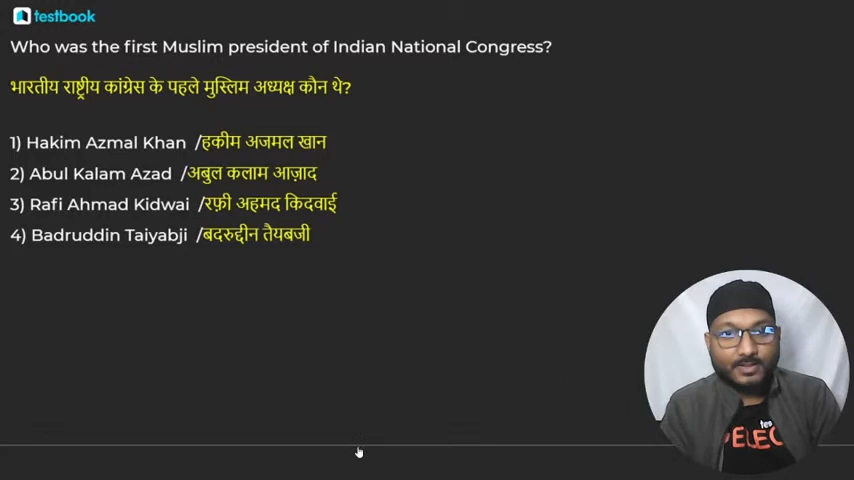 testbook
Who was the first Muslim president of Indian National Congress?
भारतीय राष्ट्रीय कांग्रेस के पहले मुस्लिम अध्यक्ष कौन थे?
1) Hakim Azmal Khan /हकीम अजमल खान
2) Abul Kalam Azad /अबुल कलाम आज़ाद
3) Rafi Ahmad Kidwai /रफ़ी अहमद किदवाई
4) Badruddin Taiyabji /बदरुद्दीन तैयबजी